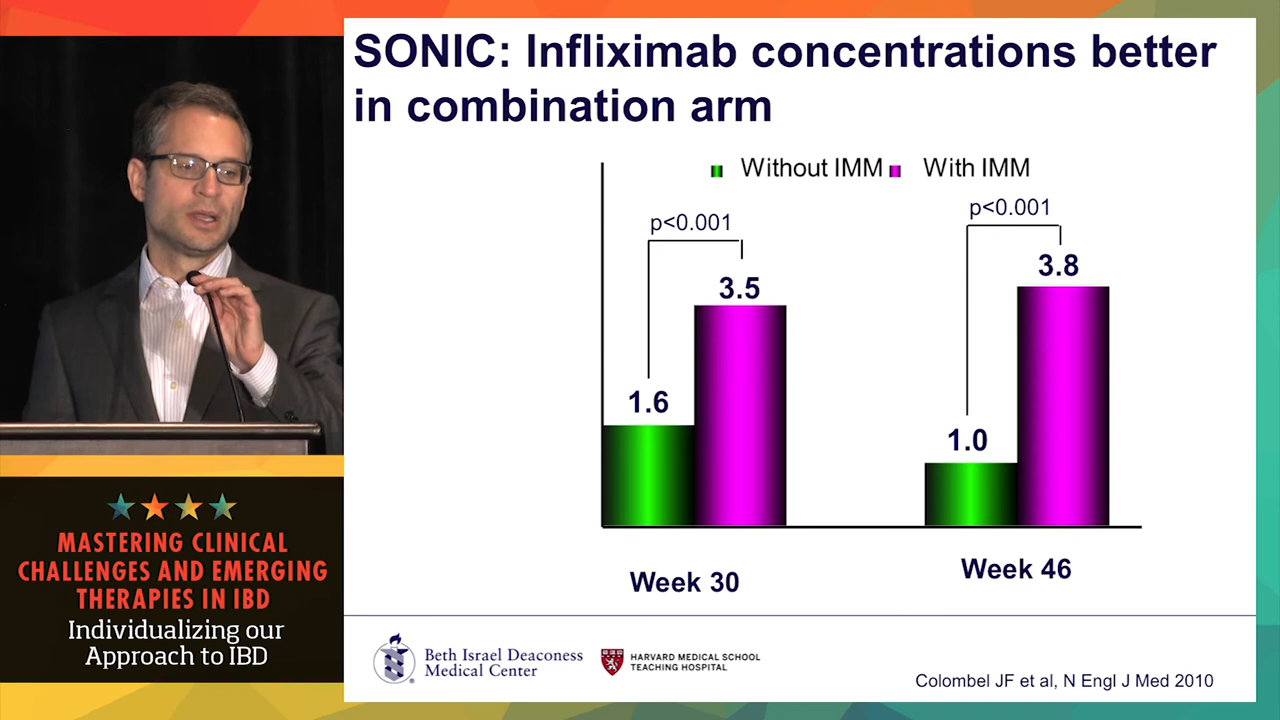 SONIC: Infliximab concentrations better
in combination arm
Without IMM With IMM
p<0.001
p<0.001
3.5
3.8
1.6
1.0
Week 30
Week 46
Beth Israel Deaconess
Medical Center
HARVARD MEDICAL SCHOOL
TEACHING HOSPITAL
Colombel JF et al, N Engl J Med 2010
MASTERING CLINICAL
CHALLENGES AND EMERGING
THERAPIES IN IBD
Individualizing our
Approach to IBD